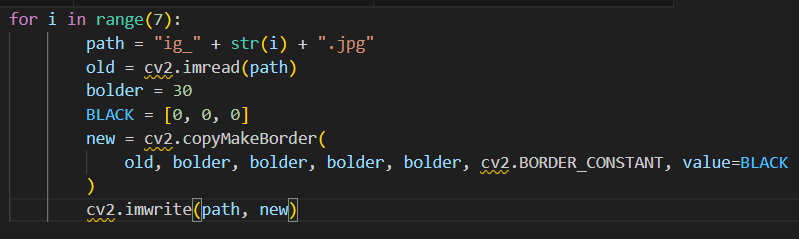 for i in range(7):
path = "ig_" + str(i) + ".jpg"
old = cv2.imread(path)
bolder = 30
BLACK = [0, 0, 0]
new = cv2.copyMakeBorder(
old, bolder, bolder, bolder, bolder, cv2.BORDER_CONSTANT, value=BLACK
)
cv2.imwrite(path, new)